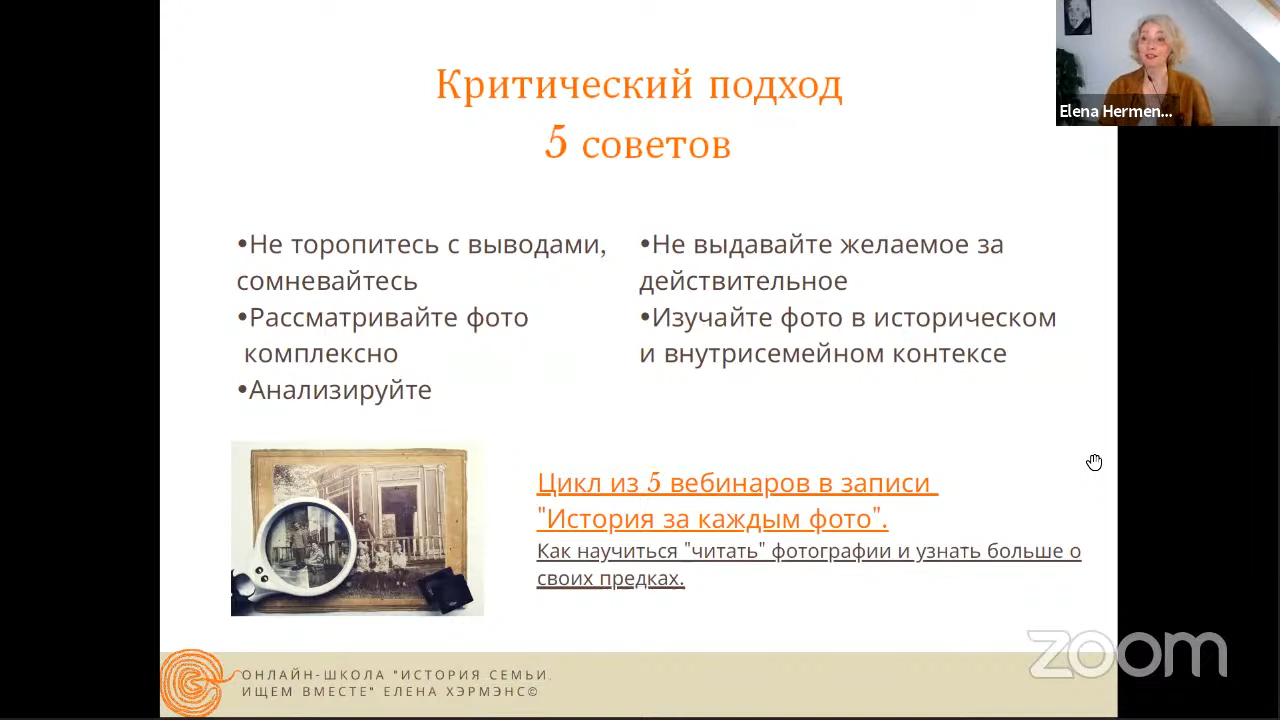 Критический подход
5 советов
Elena Hermen...
•Не торопитесь с выводами,
сомневайтесь
•Рассматривайте фото
комплексно
•Анализируйте
•Не выдавайте желаемое за
действительное
•Изучайте фото в историческом
и внутрисемейном контексе
Цикл из 5 вебинаров в записи
"История за каждым фото".
Как научиться "читать" фотографии и узнать больше о
своих предках.
zoom
ОНЛАЙН-ШКОЛА "ИСТОРИЯ СЕМЬИ.
ИЩЕМ ВМЕСТЕ" ЕЛЕНА ХЭРМЭНС©